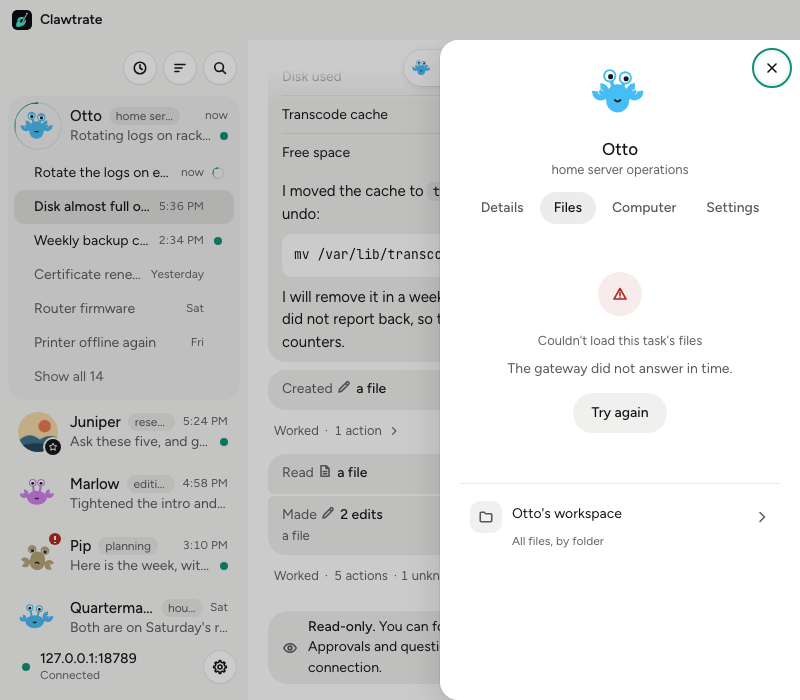 Clawtrate
Otto home ser... now
Rotating logs on rack...
Rotate the logs on e... now
Disk almost full o... 5:36 PM
Weekly backup c... 2:34 PM
Certificate rene... Yesterday
Router firmware Sat
Printer offline again Fri
Show all 14
Juniper rese... 5:24 PM
Ask these five, and g...
Marlow editi... 4:58 PM
Tightened the intro and...
Pip planning 3:10 PM
Here is the week, wit...
Quarterma... hou... Sat
Both are on Saturday's r...
127.0.0.1:18789
Connected
Disk used
Transcode cache
Free space
I moved the cache to
undo:
mv /var/lib/transco
I will remove it in a week
did not report back, so t
counters.
Created a file
Worked · 1 action
Read a file
Made 2 edits
a file
Worked · 5 actions · 1 unkn
Read-only. You can fo
Approvals and questi
connection.
Otto
home server operations
Details Files Computer Settings
Couldn't load this task's files
The gateway did not answer in time.
Try again
Otto's workspace
All files, by folder